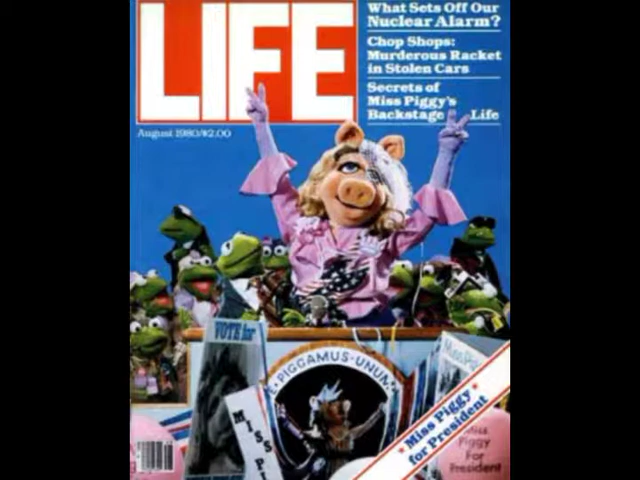 LIFE
August 1980/$2.00
What Sets Off Our
Nuclear Alarm?
Chop Shops:
Murderous Racket
in Stolen Cars
Secrets of
Miss Piggy's
Backstage Life
VOTE for
E·PIGGAMUS·UNUM
MISS PI
Miss Piggy
for President
Miss
Piggy
For
President